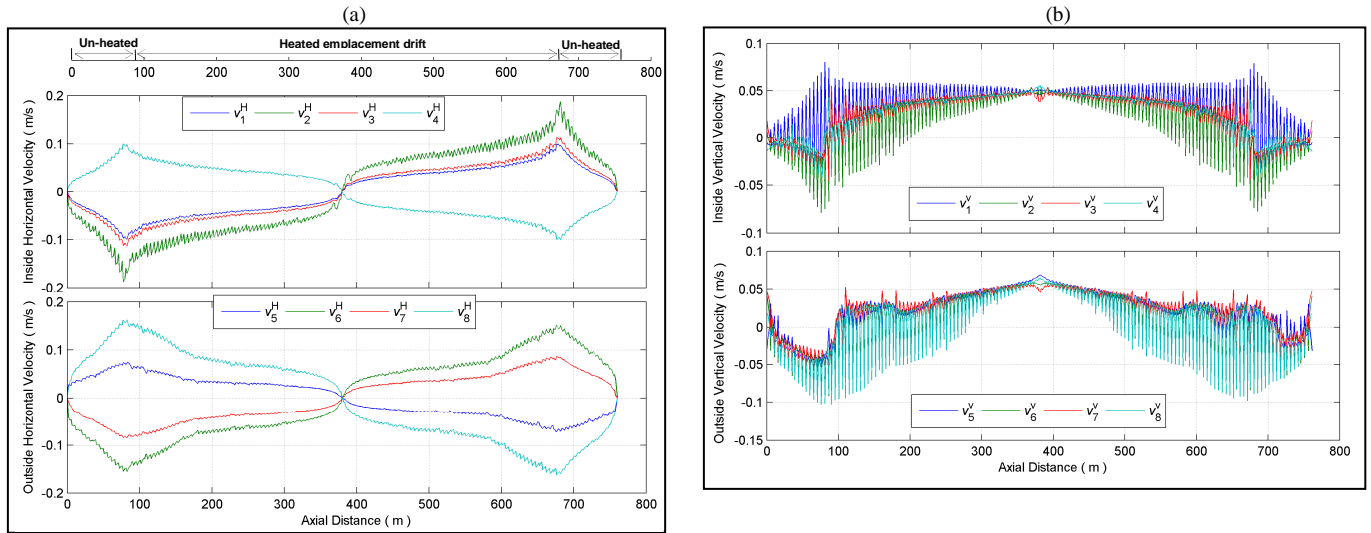 (a)
(b)
Un-heated Heated emplacement drift Un-heated
0 100 200 300 400 500 600 700 800
Inside Horizontal Velocity ( m/s )
0.2
0.1
0
-0.1
-0.2
v1H v2H v3H v4H
Outside Horizontal Velocity ( m/s )
0.2
0.1
0
-0.1
-0.2
v5H v6H v7H v8H
0 100 200 300 400 500 600 700 800
Axial Distance ( m )
Inside Vertical Velocity ( m/s )
0.1
0.05
0
-0.05
-0.1
v1v v2v v3v v4v
Outside Vertical Velocity ( m/s )
0.1
0.05
0
-0.05
-0.1
-0.15
v5v v6v v7v v8v
0 100 200 300 400 500 600 700 800
Axial Distance ( m )